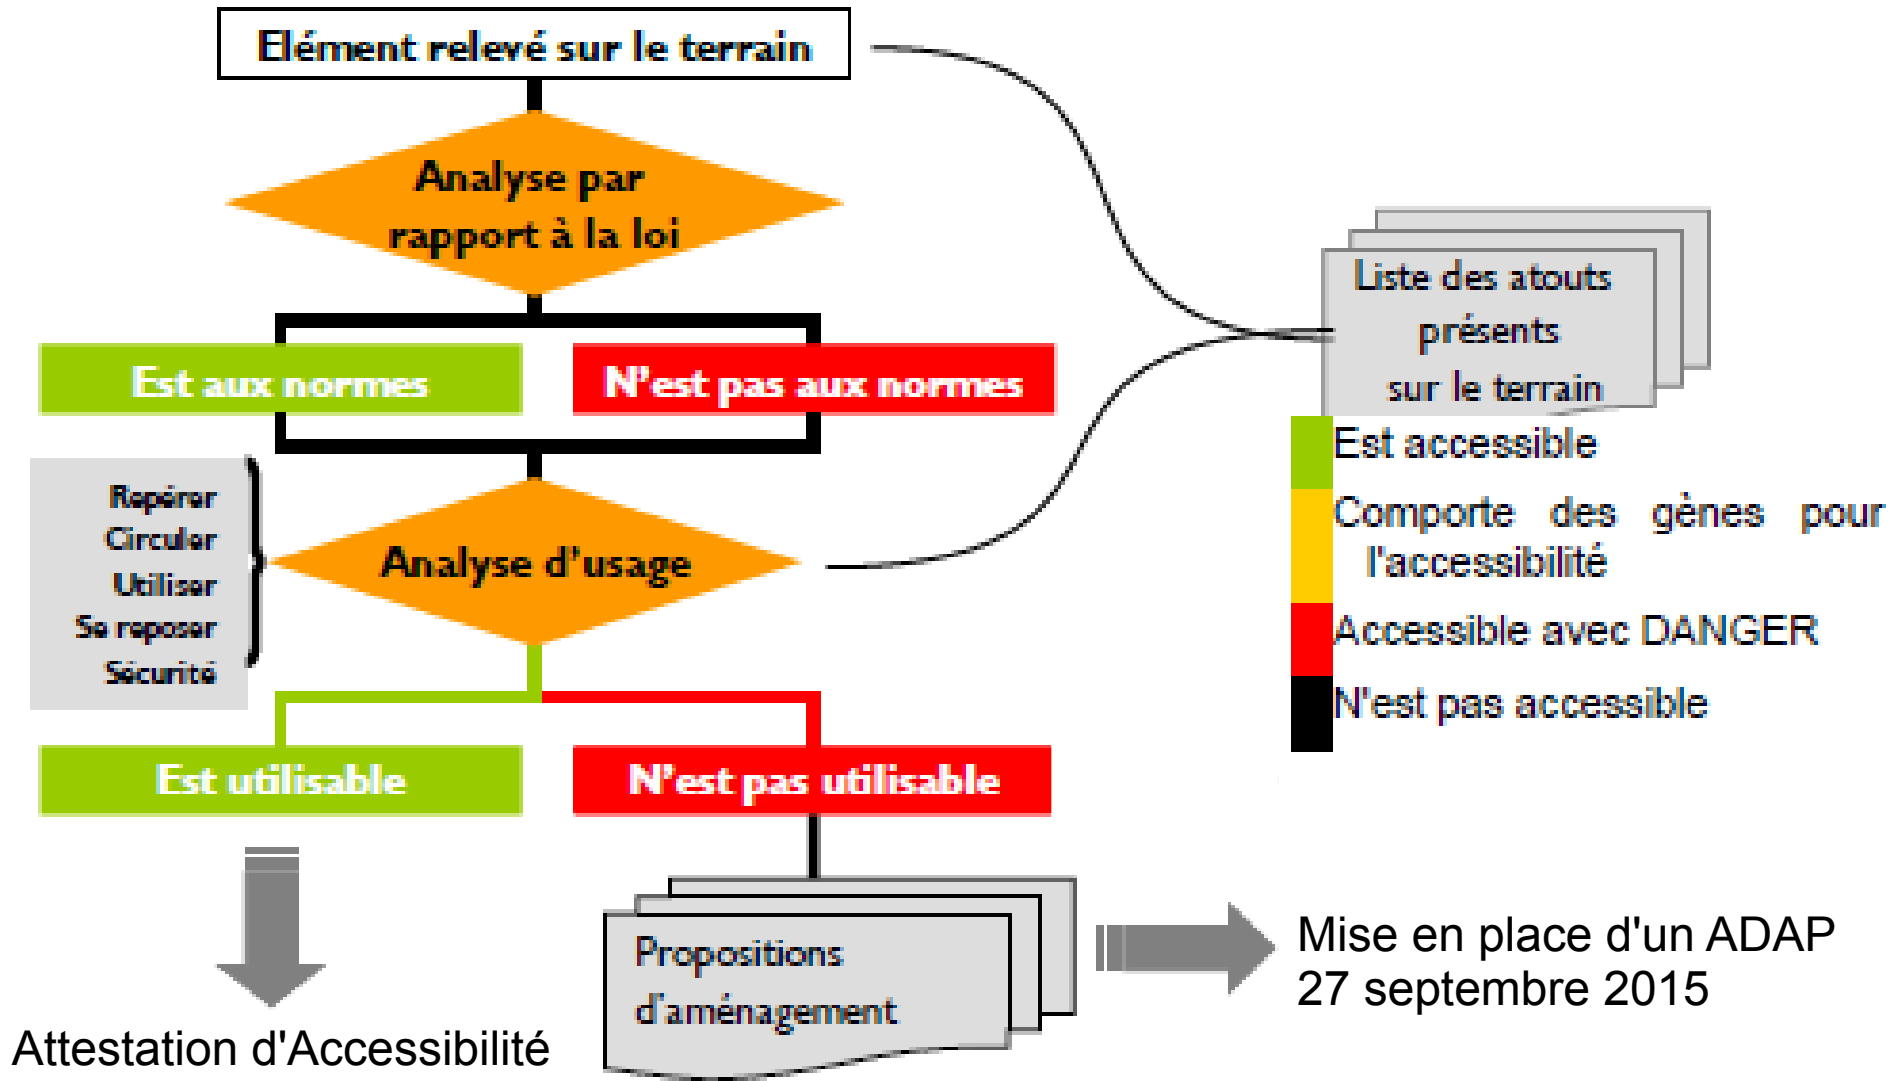 Elément relevé sur le terrain
Analyse par
rapport à la loi
Est aux normes
N'est pas aux normes
Liste des atouts
présents
sur le terrain
Est accessible
Comporte des gènes pour
l'accessibilité
Accessible avec DANGER
N'est pas accessible
Repérer
Circuler
Utiliser
Se reposer
Sécurité
Analyse d'usage
Est utilisable
N'est pas utilisable
Propositions
d'aménagement
Mise en place d'un ADAP
27 septembre 2015
Attestation d'Accessibilité